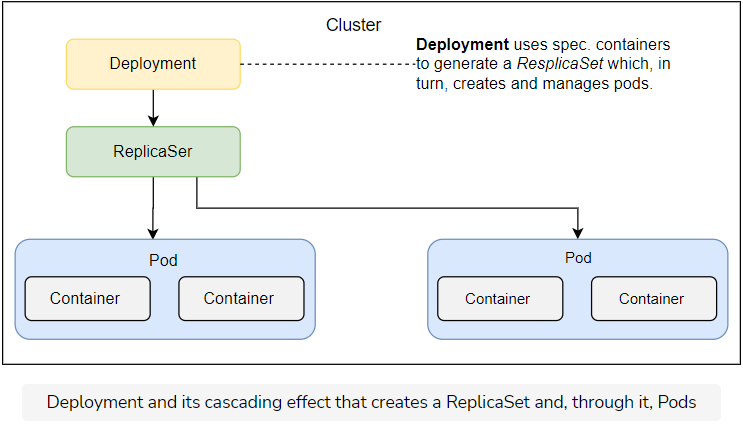 Cluster
Deployment
Deployment uses spec. containers
to generate a ResplicaSet which, in
turn, creates and manages pods.
ReplicaSer
Pod
Container Container
Pod
Container Container
Deployment and its cascading effect that creates a ReplicaSet and, through it, Pods